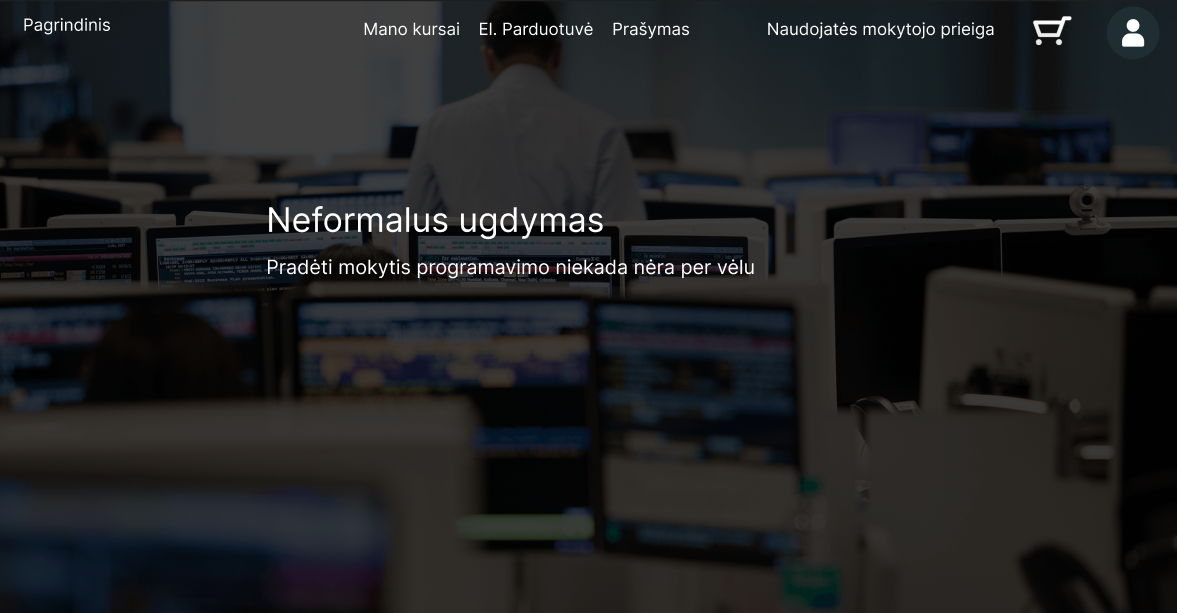 Pagrindinis
Mano kursai El. Parduotuvė Prašymas Naudojatės mokytojo prieiga
Neformalus ugdymas
Pradėti mokytis programavimo niekada nėra per vėlu